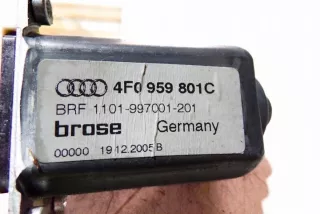 4F0 959 801C
BRF 1101-997001-201
brose Germany
00000 19.12.2005 B